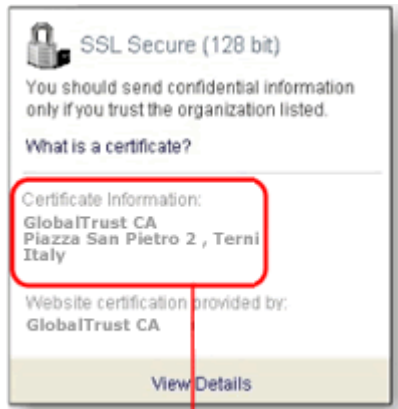 SSL Secure (128 bit)
You should send confidential information
only if you trust the organization listed.
What is a certificate?
Certificate Information:
GlobalTrust CA
Piazza San Pietro 2 , Terni
Italy
Website certification provided by:
GlobalTrust CA
View Details